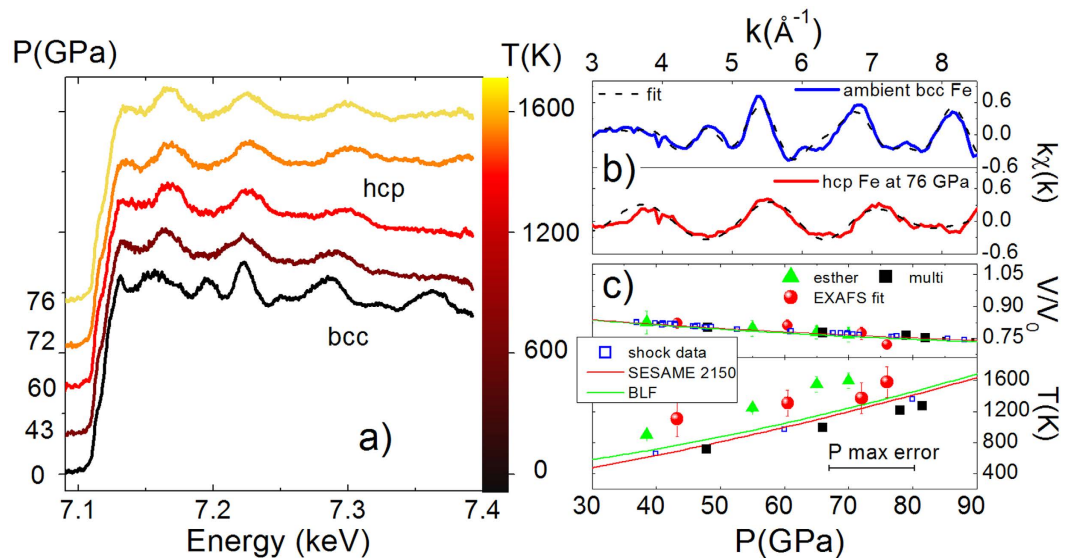 P(GPa)
T(K)
1600
1200
600
0
hcp
bcc
76
72
60
43
0
a)
7.1
7.2
7.3
7.4
Energy (keV)
k(Å⁻¹)
3
4
5
6
7
8
fit
ambient bcc Fe
0.6
0.0
-0.6
b)
hcp Fe at 76 GPa
0.6
0.0
-0.6
kχ(k)
c)
esther
multi
EXAFS fit
1.05
0.90
0.75
V/V₀
shock data
SESAME 2150
BLF
1600
1200
800
400
T(K)
P max error
30
40
50
60
70
80
90
P(GPa)